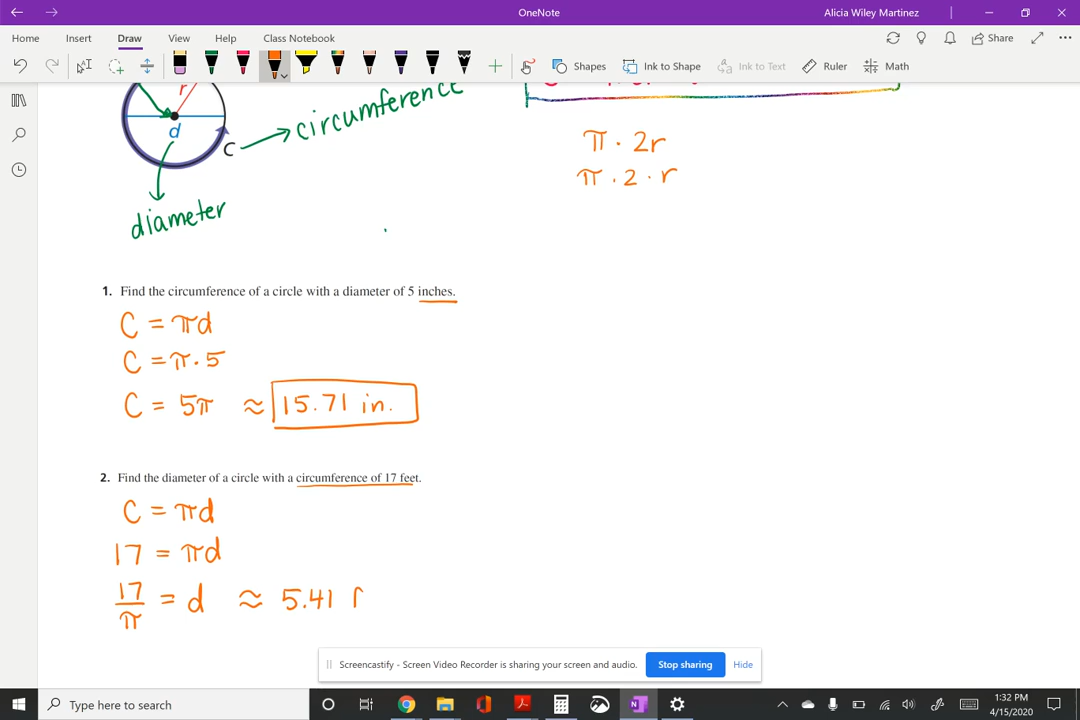 OneNote
Alicia Wiley Martinez
Home Insert Draw View Help Class Notebook
Share
Shapes Ink to Shape Ink to Text Ruler Math
r
d
C
circumference
diameter
π · 2r
π · 2 · r
1. Find the circumference of a circle with a diameter of 5 inches.
C = πd
C = π · 5
C = 5π ≈ 15.71 in.
2. Find the diameter of a circle with a circumference of 17 feet.
C = πd
17 = πd
17/π = d ≈ 5.41
Screencastify - Screen Video Recorder is sharing your screen and audio. Stop sharing Hide
Type here to search
1:32 PM
4/15/2020